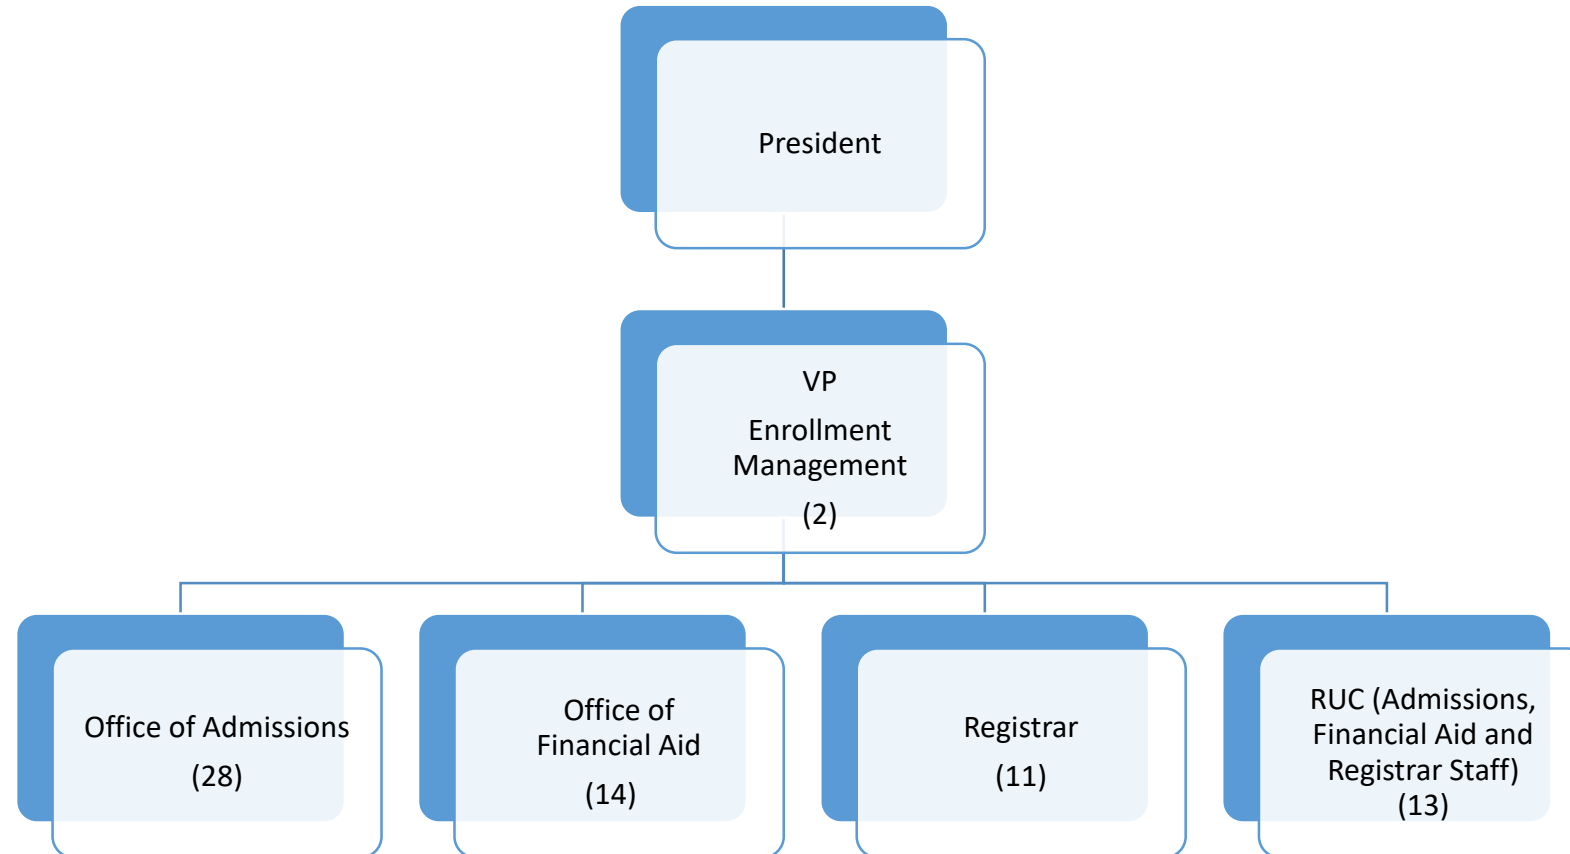 President
VP
Enrollment
Management
(2)
Office of Admissions
(28)
Office of
Financial Aid
(14)
Registrar
(11)
RUC (Admissions,
Financial Aid and
Registrar Staff)
(13)